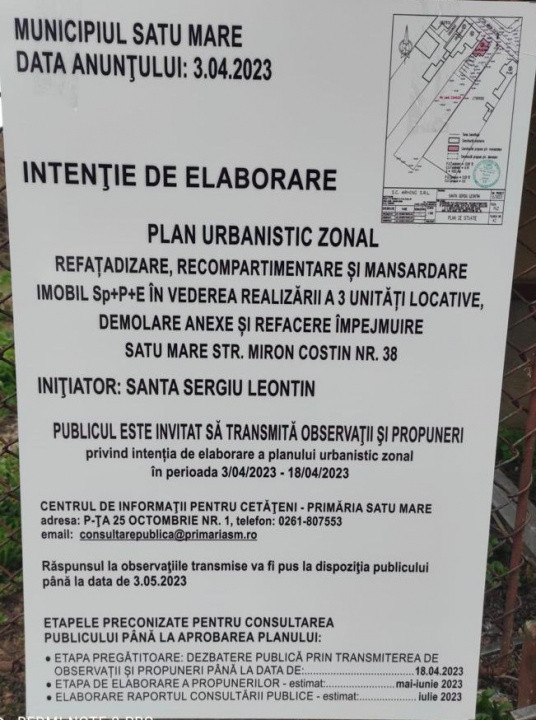 MUNICIPIUL SATU MARE
DATA ANUNŢULUI: 3.04.2023
INTENŢIE DE ELABORARE
PLAN URBANISTIC ZONAL
REFAȚADIZARE, RECOMPARTIMENTARE ȘI MANSARDARE
IMOBIL Sp+P+E ÎN VEDEREA REALIZĂRII A 3 UNITĂȚI LOCATIVE,
DEMOLARE ANEXE ȘI REFACERE ÎMPEJMUIRE
SATU MARE STR. MIRON COSTIN NR. 38
INIŢIATOR: SANTA SERGIU LEONTIN
PUBLICUL ESTE INVITAT SĂ TRANSMITĂ OBSERVAŢII ŞI PROPUNERI
privind intenţia de elaborare a planului urbanistic zonal
în perioada 3/04/2023 - 18/04/2023
CENTRUL DE INFORMAŢII PENTRU CETĂŢENI - PRIMĂRIA SATU MARE
adresa: P-ŢA 25 OCTOMBRIE NR. 1, telefon: 0261-807553
email: consultarepublica@primariasm.ro
Răspunsul la observaţiile transmise va fi pus la dispoziţia publicului
până la data de 3.05.2023
ETAPELE PRECONIZATE PENTRU CONSULTAREA
PUBLICULUI PÂNĂ LA APROBAREA PLANULUI:
• ETAPA PREGĂTITOARE: DEZBATERE PUBLICĂ PRIN TRANSMITEREA DE
OBSERVAŢII ŞI PROPUNERI PÂNĂ LA DATA DE:........................18.04.2023
• ETAPA DE ELABORARE A PROPUNERILOR - estimat:..............mai-iunie 2023
• ELABORARE RAPORTUL CONSULTĂRII PUBLICE - estimat:............. iulie 2023